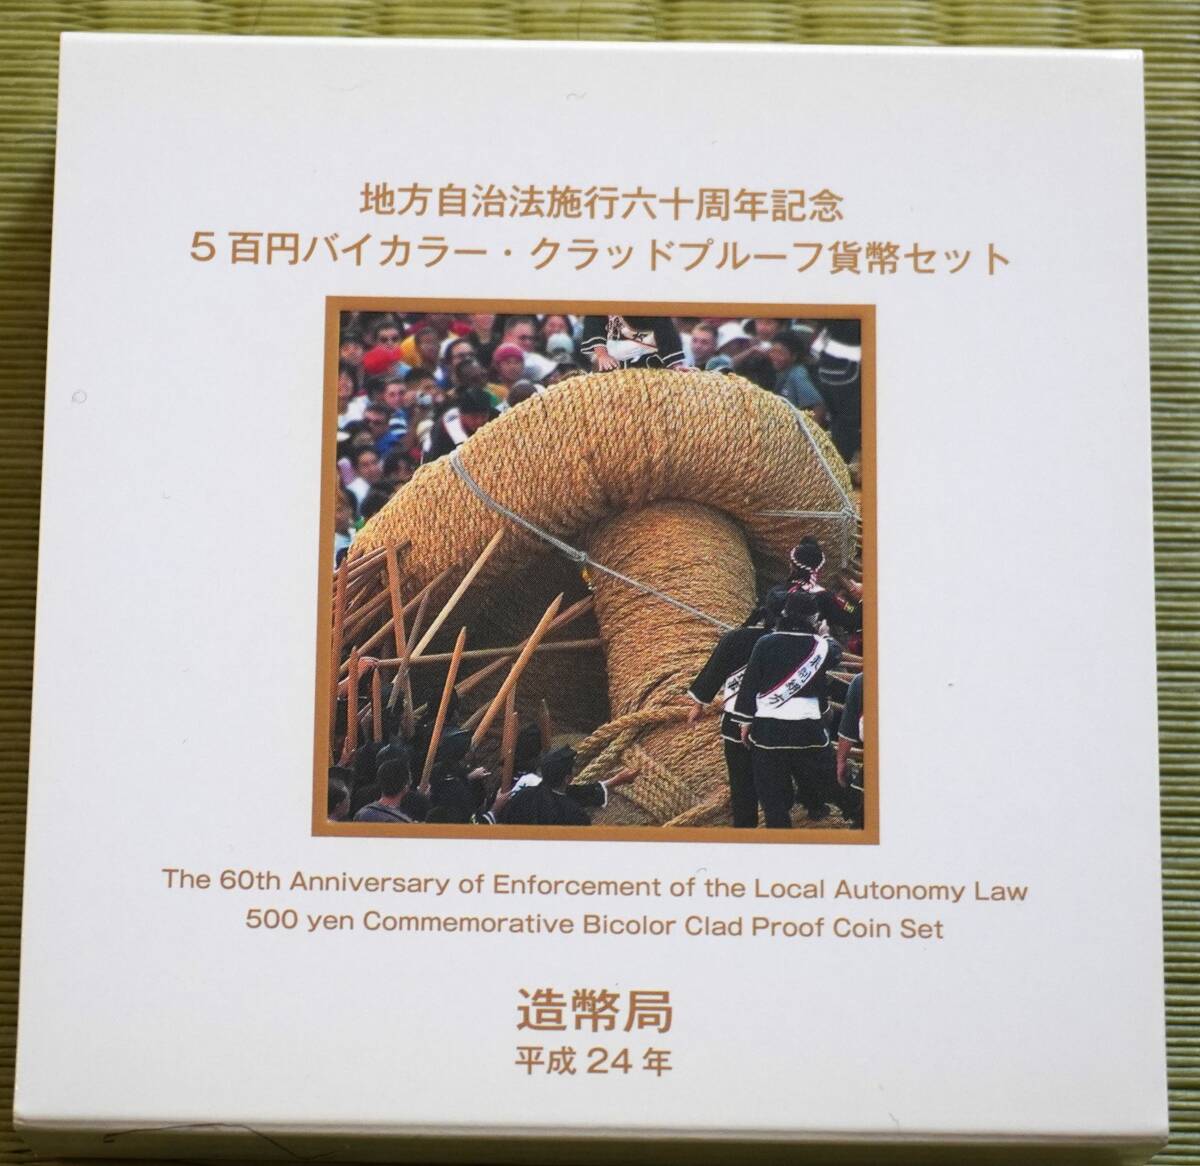 地方自治法施行六十周年記念
5百円バイカラー・クラッドプルーフ貨幣セット
The 60th Anniversary of Enforcement of the Local Autonomy Law
500 yen Commemorative Bicolor Clad Proof Coin Set
造幣局
平成24年